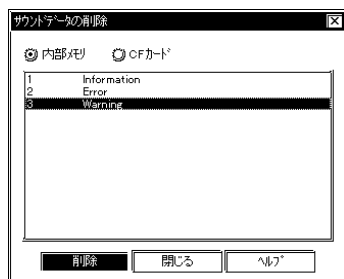 ｻｳﾝﾄﾞﾃﾞｰﾀの削除
内部ﾒﾓﾘ CFｶｰﾄﾞ
1 Information
2 Error
3 Warning
削除 閉じる ﾍﾙﾌﾟ